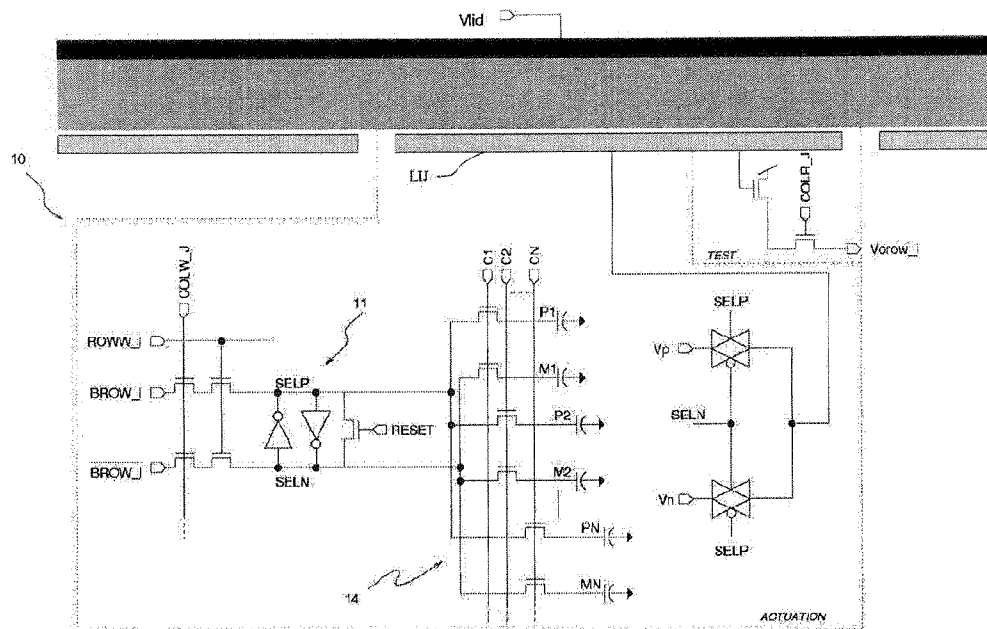 Vlid
10
LIJ
COLR_J
Vorow_i
TEST
COLW_J
C1
C2
CN
11
P1
SELP
ROWW_i
Vp
SELP
M1
BROW_i
P2
SELN
RESET
M2
BROW_i
SELN
Vn
PN
SELP
14
MN
ACTUATION